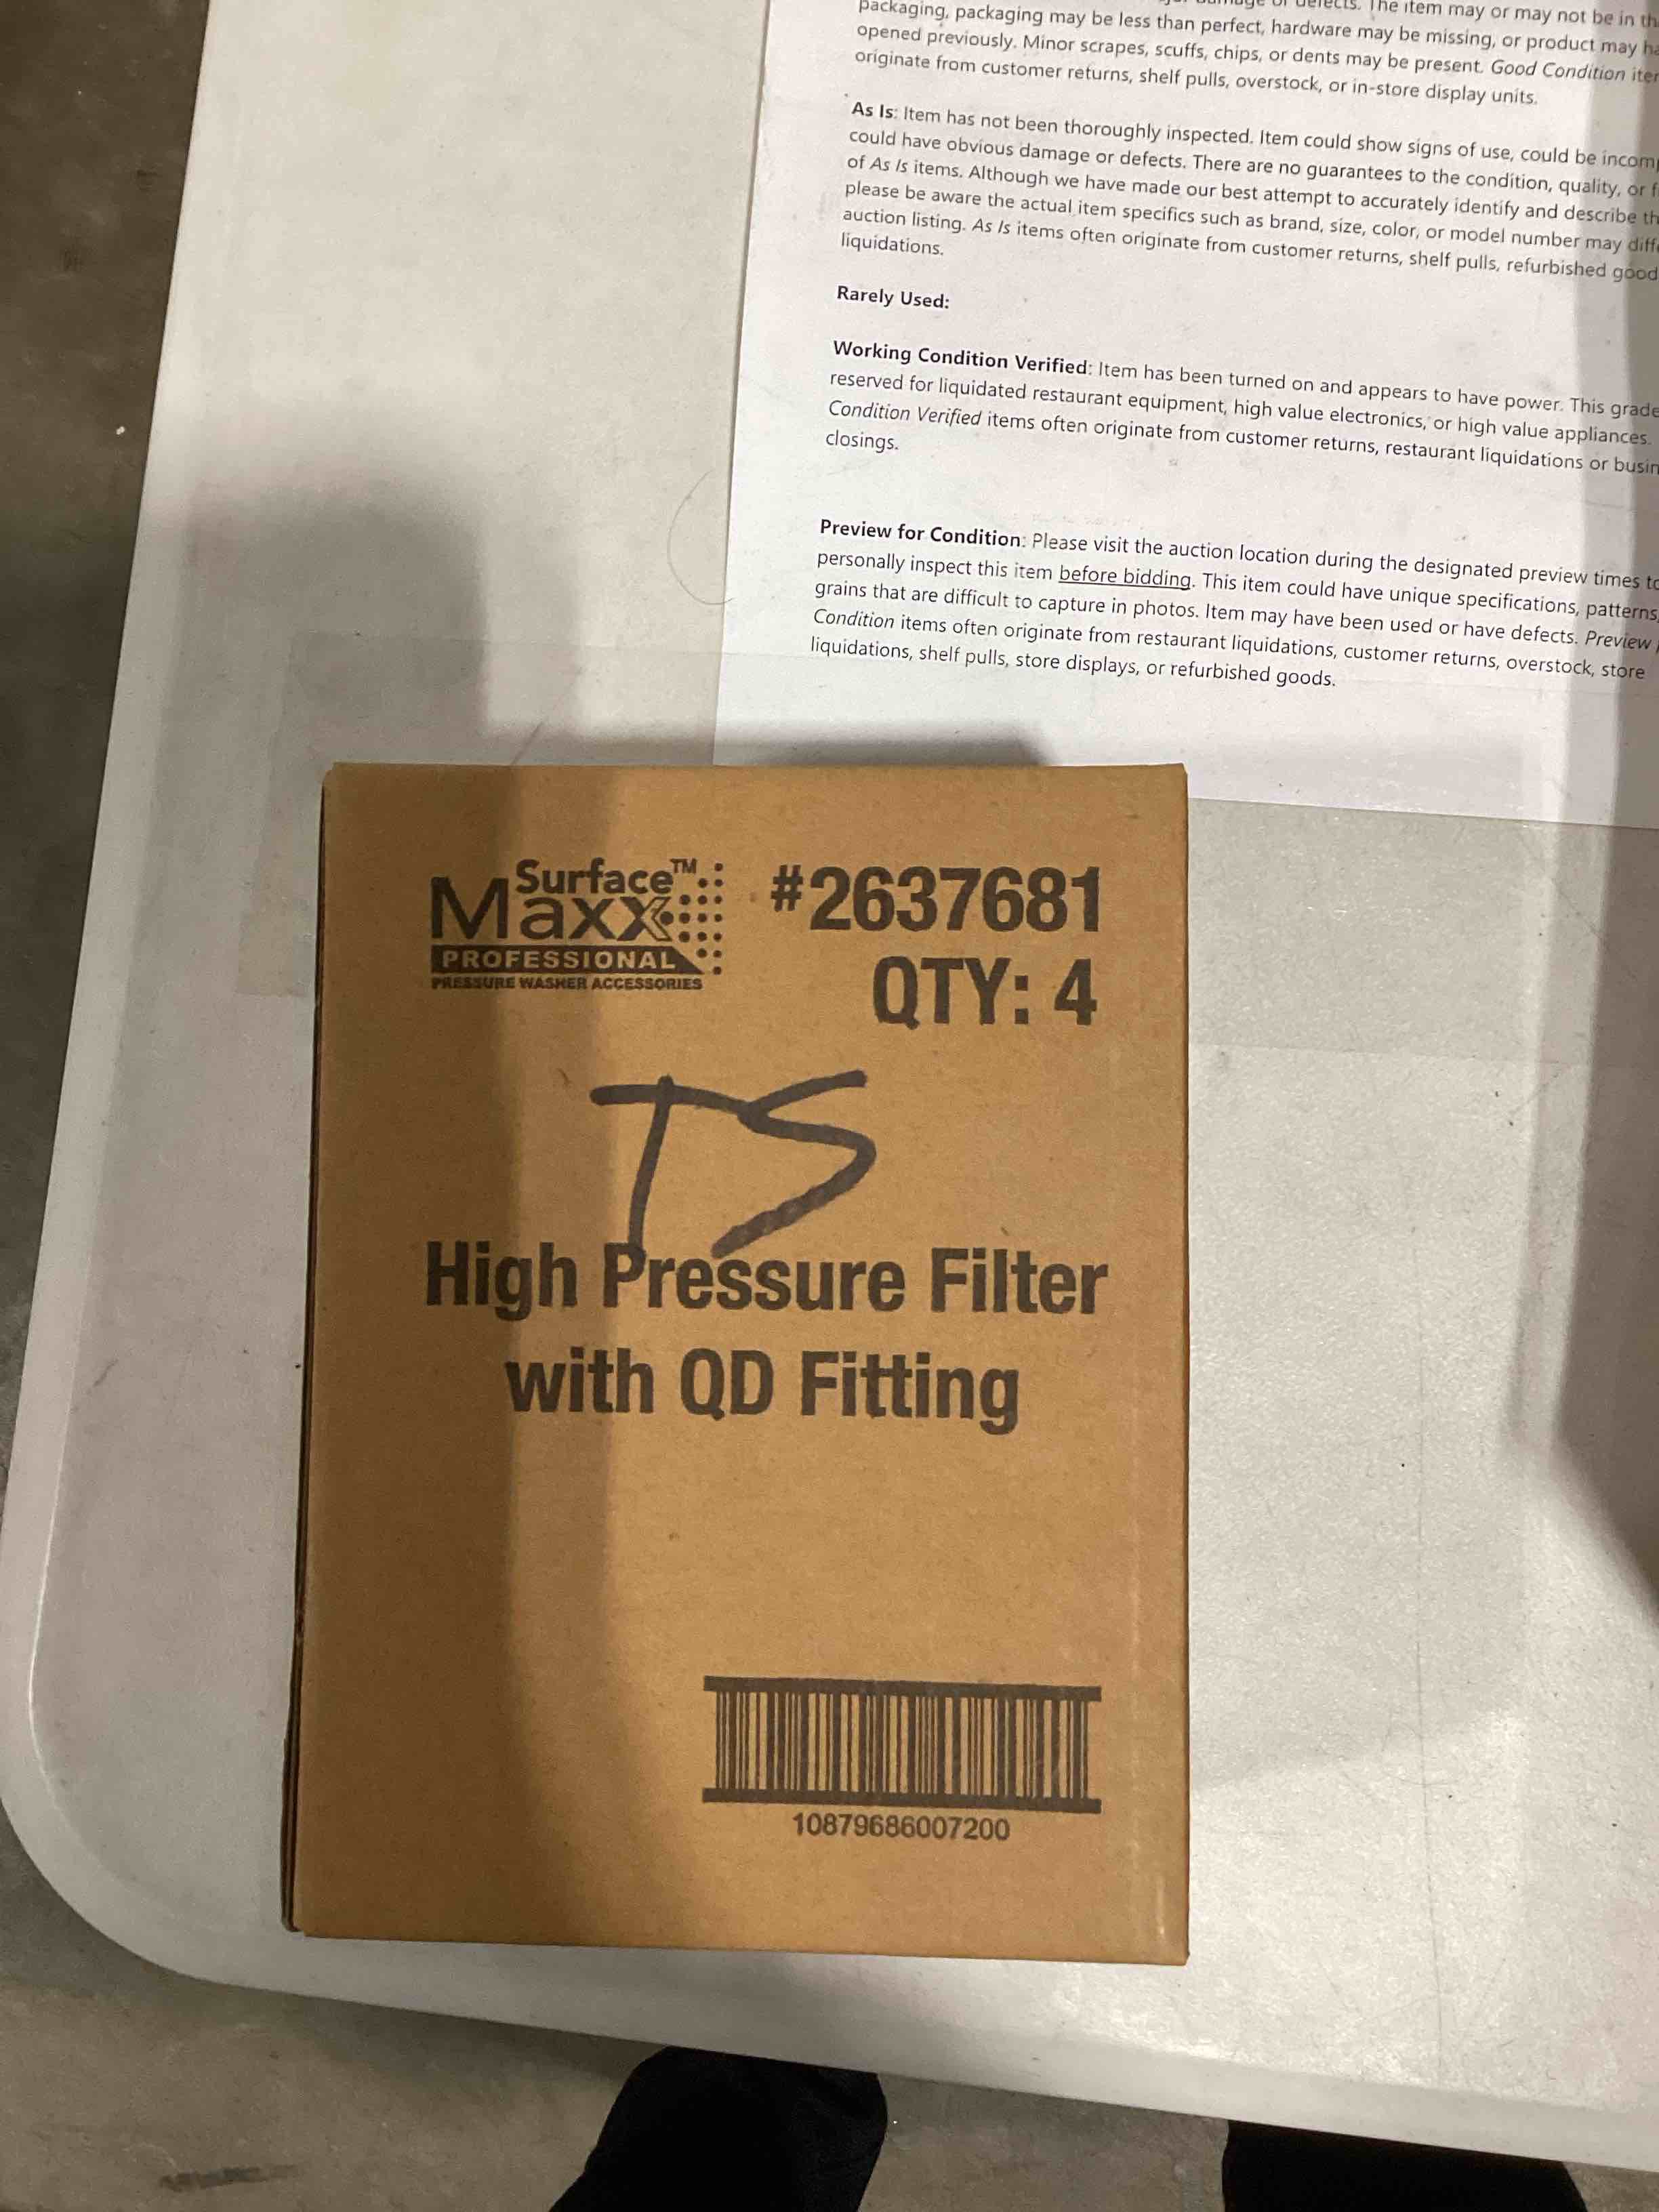 defects. The item may or may not be in
packaging, packaging may be less than perfect, hardware may be missing, or product may
opened previously. Minor scrapes, scuffs, chips, or dents may be present. Good Condition
originate from customer returns, shelf pulls, overstock, or in-store display units.
As Is: Item has not been thoroughly inspected. Item could show signs of use, could be
could have obvious damage or defects. There are no guarantees to the condition, quality, or
of As Is items. Although we have made our best attempt to accurately identify and describe
please be aware the actual item specifics such as brand, size, color, or model number may
auction listing. As Is items often originate from customer returns, shelf pulls, refurbished
liquidations.
Rarely Used:
Working Condition Verified: Item has been turned on and appears to have power. This grade
reserved for liquidated restaurant equipment, high value electronics, or high value appliances.
Condition Verified items often originate from customer returns, restaurant liquidations or
closings.
Preview for Condition: Please visit the auction location during the designated preview times
personally inspect this item before bidding. This item could have unique specifications, patterns,
grains that are difficult to capture in photos. Item may have been used or have defects. Preview
Condition items often originate from restaurant liquidations, customer returns, overstock, store
liquidations, shelf pulls, store displays, or refurbished goods.
Surface™
Maxx
PROFESSIONAL
PRESSURE WASHER ACCESSORIES
#2637681
QTY: 4
TS
High Pressure Filter
with QD Fitting
10879686007200